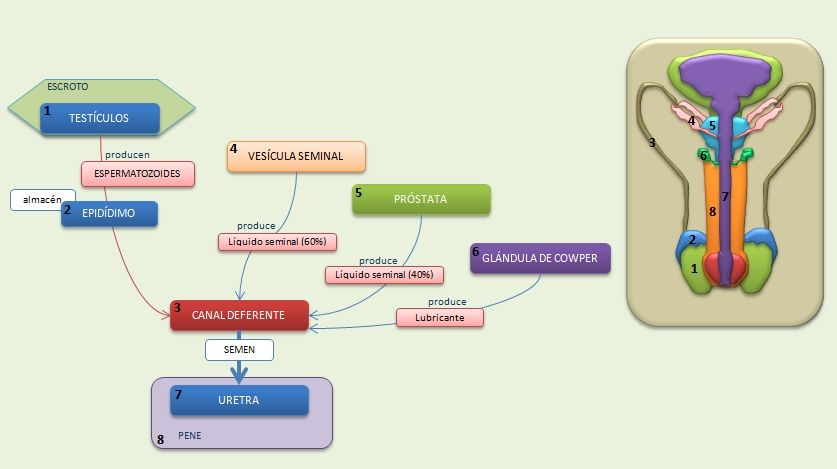 ESCROTO
1 TESTÍCULOS
producen
ESPERMATOZOIDES
almacén
2 EPIDÍDIMO
4 VESÍCULA SEMINAL
produce
Líquido seminal (60%)
5 PRÓSTATA
produce
Líquido seminal (40%)
6 GLÁNDULA DE COWPER
produce
Lubricante
3 CANAL DEFERENTE
SEMEN
7 URETRA
8 PENE
4
5
3
6
7
8
2
1